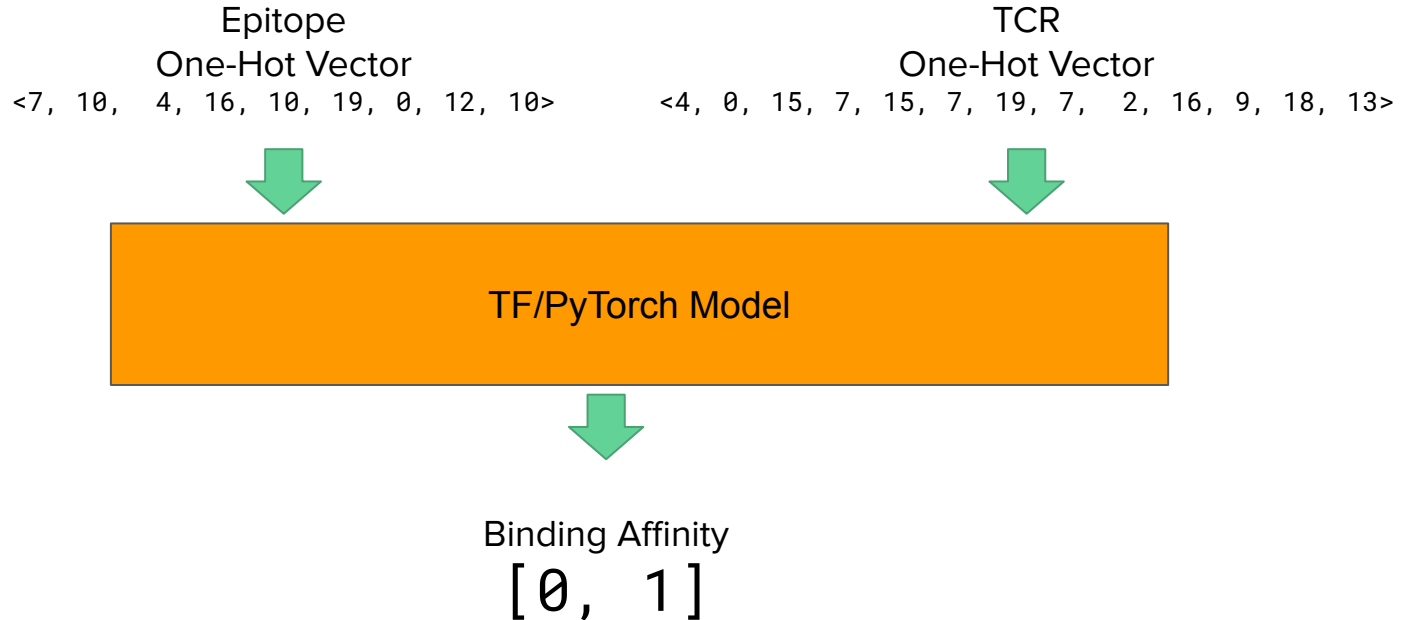 Epitope
One-Hot Vector
<7, 10, 4, 16, 10, 19, 0, 12, 10>
TCR
One-Hot Vector
<4, 0, 15, 7, 15, 7, 19, 7, 2, 16, 9, 18, 13>
TF/PyTorch Model
Binding Affinity
[0, 1]